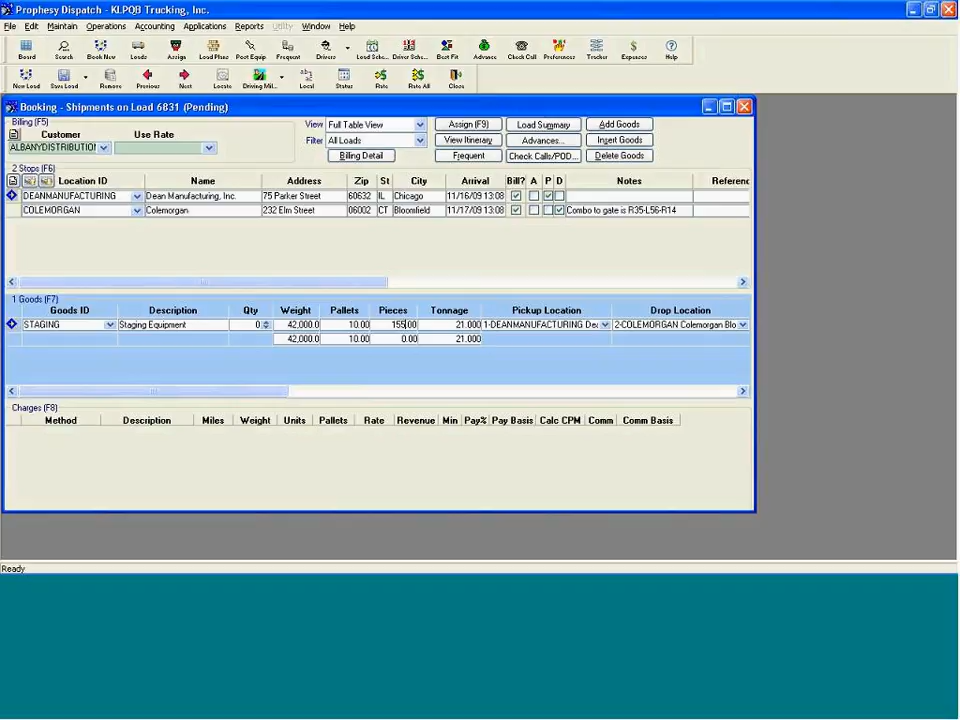 Prophesy Dispatch - KLPQB Trucking, Inc.
File Edit Maintain Operations Accounting Applications Reports Utility Window Help
Board Search Book New Loads Assign Load Plans Post Equip Frequent Drivers Load Sche... Driver Sche... Best Fit Advance Check Call Preferences Tracker Expenses Help
New Load Save Load Remove Previous Next Locate Driving Mil... Local Status Rate Rate All Close
Booking - Shipments on Load 6831 (Pending)
Billing (F5)
Customer Use Rate
ALBANYDISTRIBUTION
View Full Table View
Filter All Loads
Billing Detail
Assign (F9) Load Summary Add Goods
View Itinerary Advances... Insert Goods
Frequent Check Calls/POD... Delete Goods
2 Stops (F6)
Location ID Name Address Zip St City Arrival Bill? A P D Notes Referenc
DEANMANUFACTURING Dean Manufacturing, Inc. 75 Parker Street 60632 IL Chicago 11/16/09 13:08
COLEMORGAN Colemorgan 232 Elm Street 06002 CT Bloomfield 11/17/09 13:08 Combo to gate is R35-L56-R14
1 Goods (F7)
Goods ID Description Qty Weight Pallets Pieces Tonnage Pickup Location Drop Location
STAGING Staging Equipment 0 42,000.0 10.00 155.00 21.000 1-DEANMANUFACTURING Dea 2-COLEMORGAN Colemorgan Blo
42,000.0 10.00 0.00 21.000
Charges (F8)
Method Description Miles Weight Units Pallets Rate Revenue Min Pay% Pay Basis Calc CPM Comm Comm Basis
Ready